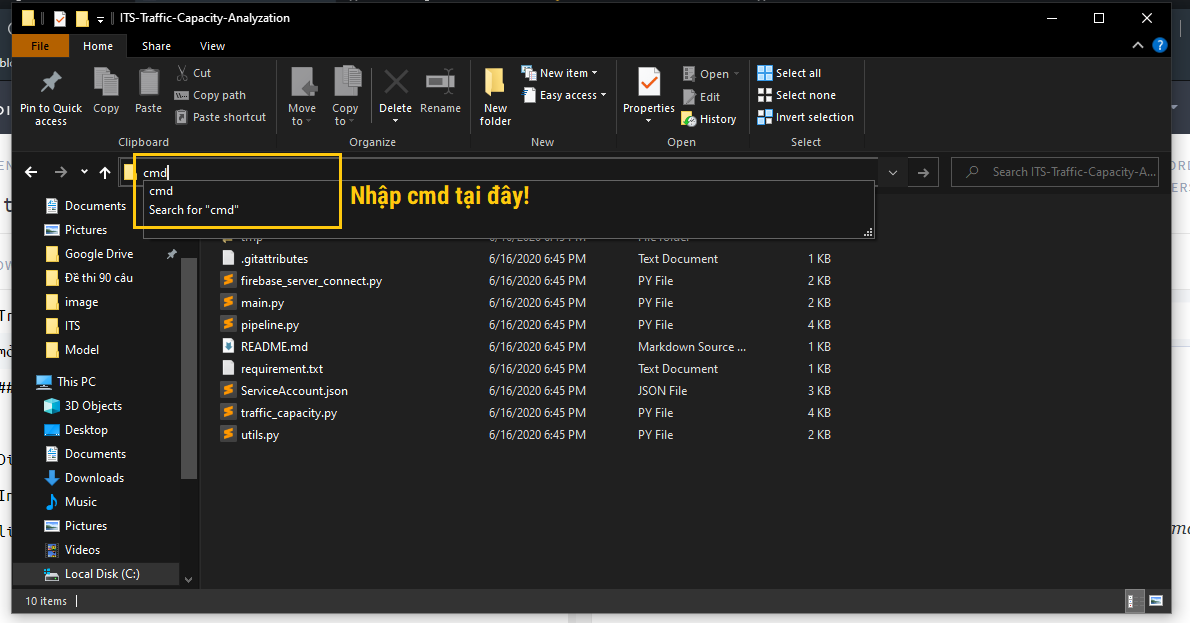 ITS-Traffic-Capacity-Analyzation
File Home Share View
Pin to Quick access
Copy
Paste
Cut
Copy path
Paste shortcut
Clipboard
Move to
Copy to
Delete
Rename
Organize
New folder
New item
Easy access
New
Properties
Open
Edit
History
Open
Select all
Select none
Invert selection
Select
cmd
cmd
Search for "cmd"
Nhập cmd tại đây!
Search ITS-Traffic-Capacity-A...
Documents
Pictures
Google Drive
Đề thi 90 câu
image
ITS
Model
This PC
3D Objects
Desktop
Documents
Downloads
Music
Pictures
Videos
Local Disk (C:)
tmp 6/16/2020 6:45 PM File folder
.gitattributes 6/16/2020 6:45 PM Text Document 1 KB
firebase_server_connect.py 6/16/2020 6:45 PM PY File 2 KB
main.py 6/16/2020 6:45 PM PY File 2 KB
pipeline.py 6/16/2020 6:45 PM PY File 4 KB
README.md 6/16/2020 6:45 PM Markdown Source ... 1 KB
requirement.txt 6/16/2020 6:45 PM Text Document 1 KB
ServiceAccount.json 6/16/2020 6:45 PM JSON File 3 KB
traffic_capacity.py 6/16/2020 6:45 PM PY File 4 KB
utils.py 6/16/2020 6:45 PM PY File 2 KB
10 items